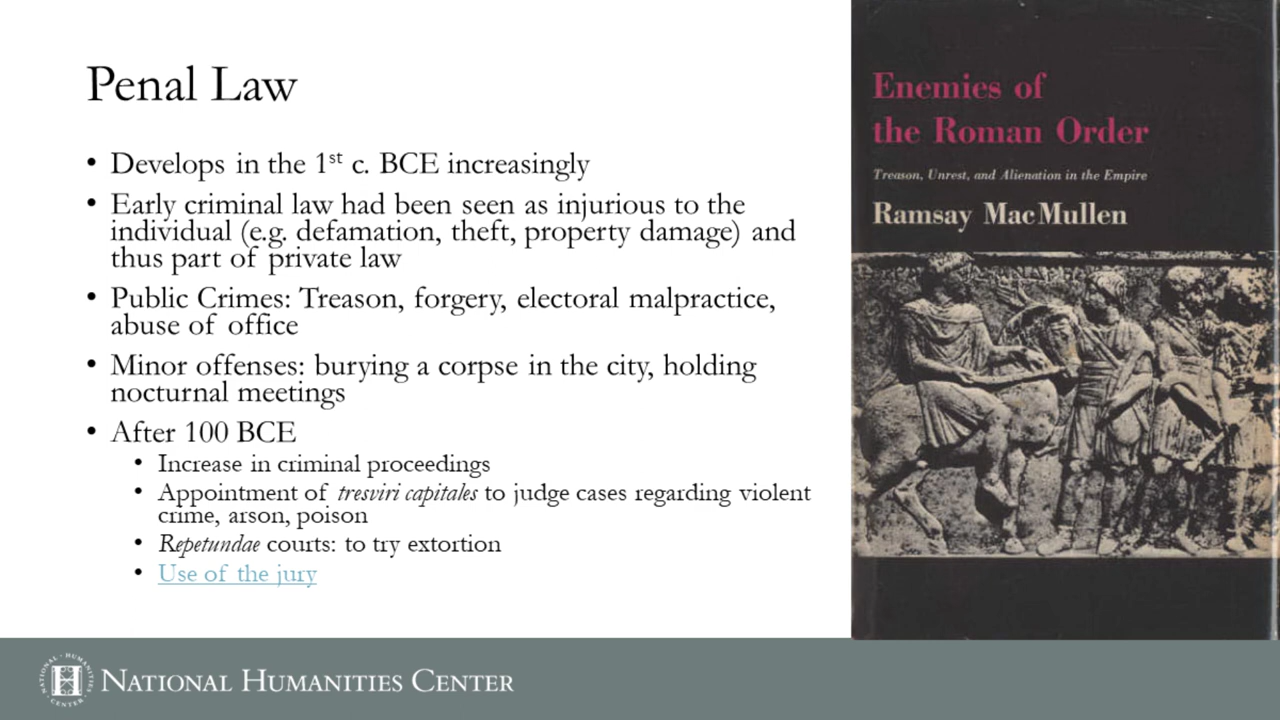 Penal Law
• Develops in the 1st c. BCE increasingly
• Early criminal law had been seen as injurious to the
individual (e.g. defamation, theft, property damage) and
thus part of private law
• Public Crimes: Treason, forgery, electoral malpractice,
abuse of office
• Minor offenses: burying a corpse in the city, holding
nocturnal meetings
• After 100 BCE
• Increase in criminal proceedings
• Appointment of tresviri capitales to judge cases regarding violent
crime, arson, poison
• Repetundae courts: to try extortion
• Use of the jury
Enemies of
the Roman Order
Treason, Unrest, and Alienation in the Empire
Ramsay MacMullen
NATIONAL · HUMANITIES · CENTER ·
H
NATIONAL HUMANITIES CENTER